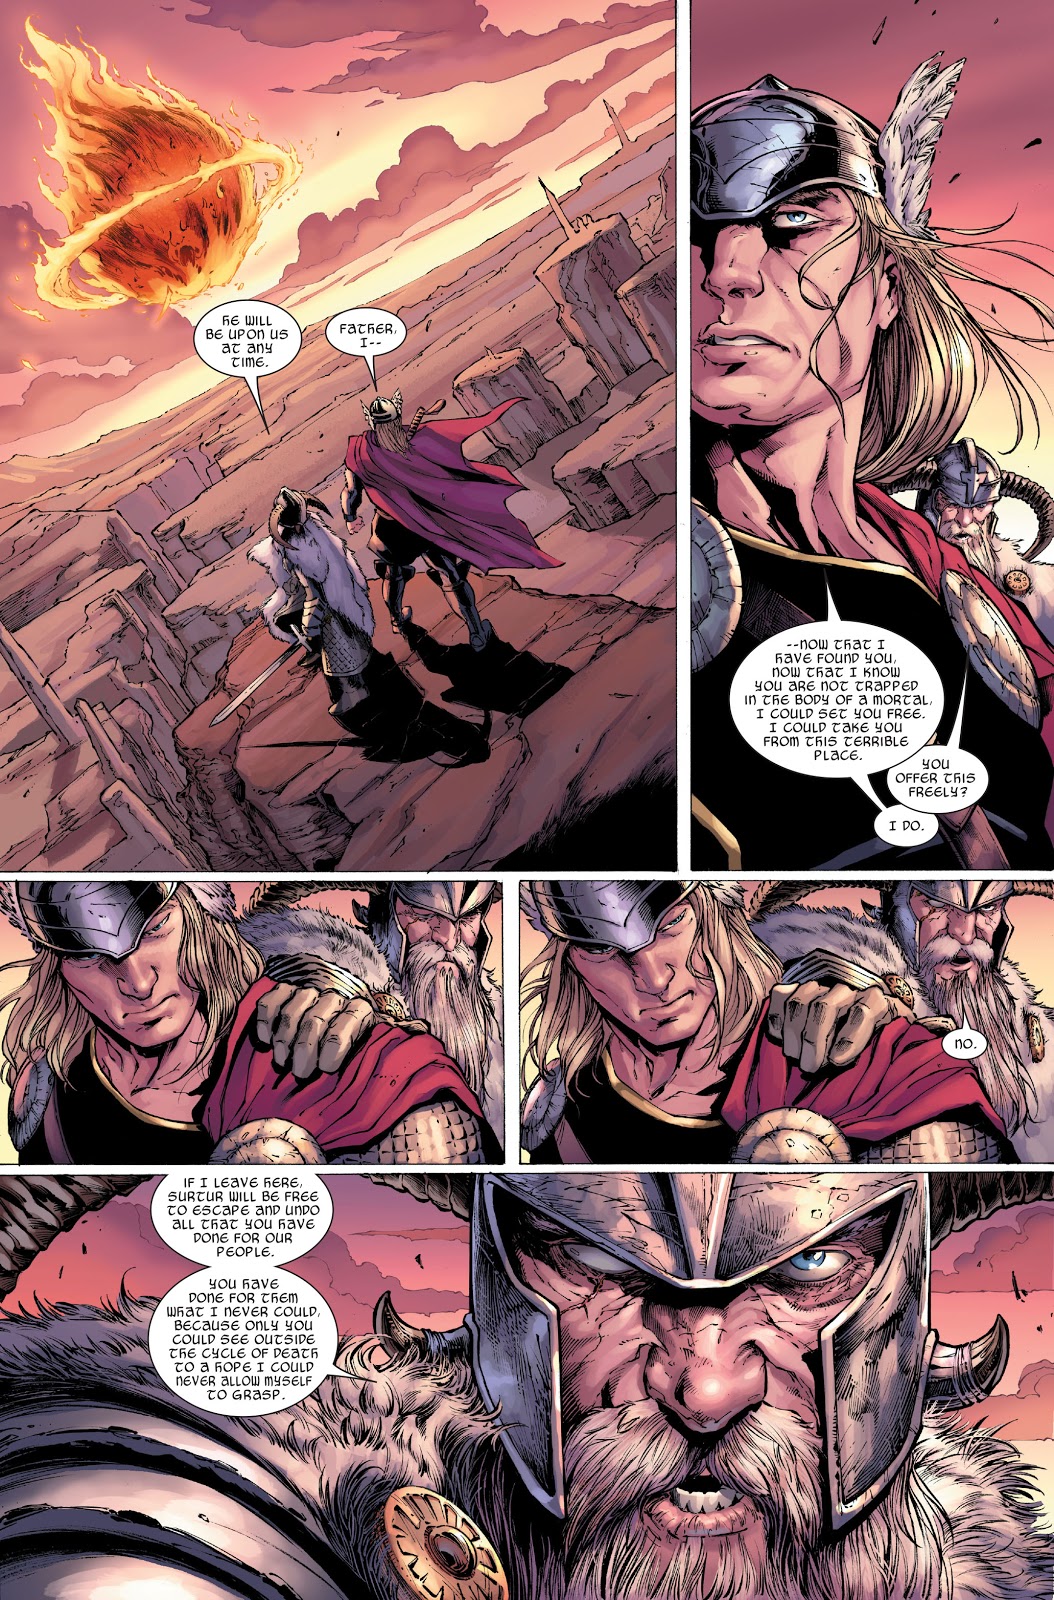 HE WILL
BE UPON US
AT ANY
TIME.
FATHER,
I--
--NOW THAT I
HAVE FOUND YOU,
NOW THAT I KNOW
YOU ARE NOT TRAPPED
IN THE BODY OF A MORTAL,
I COULD SET YOU FREE.
I COULD TAKE YOU
FROM THIS TERRIBLE
PLACE.
YOU
OFFER THIS
FREELY?
I DO.
NO.
IF I LEAVE HERE,
SURTUR WILL BE FREE
TO ESCAPE AND UNDO
ALL THAT YOU HAVE
DONE FOR OUR
PEOPLE.
YOU HAVE
DONE FOR THEM
WHAT I NEVER COULD,
BECAUSE ONLY YOU
COULD SEE OUTSIDE
THE CYCLE OF DEATH
TO A HOPE I COULD
NEVER ALLOW MYSELF
TO GRASP.